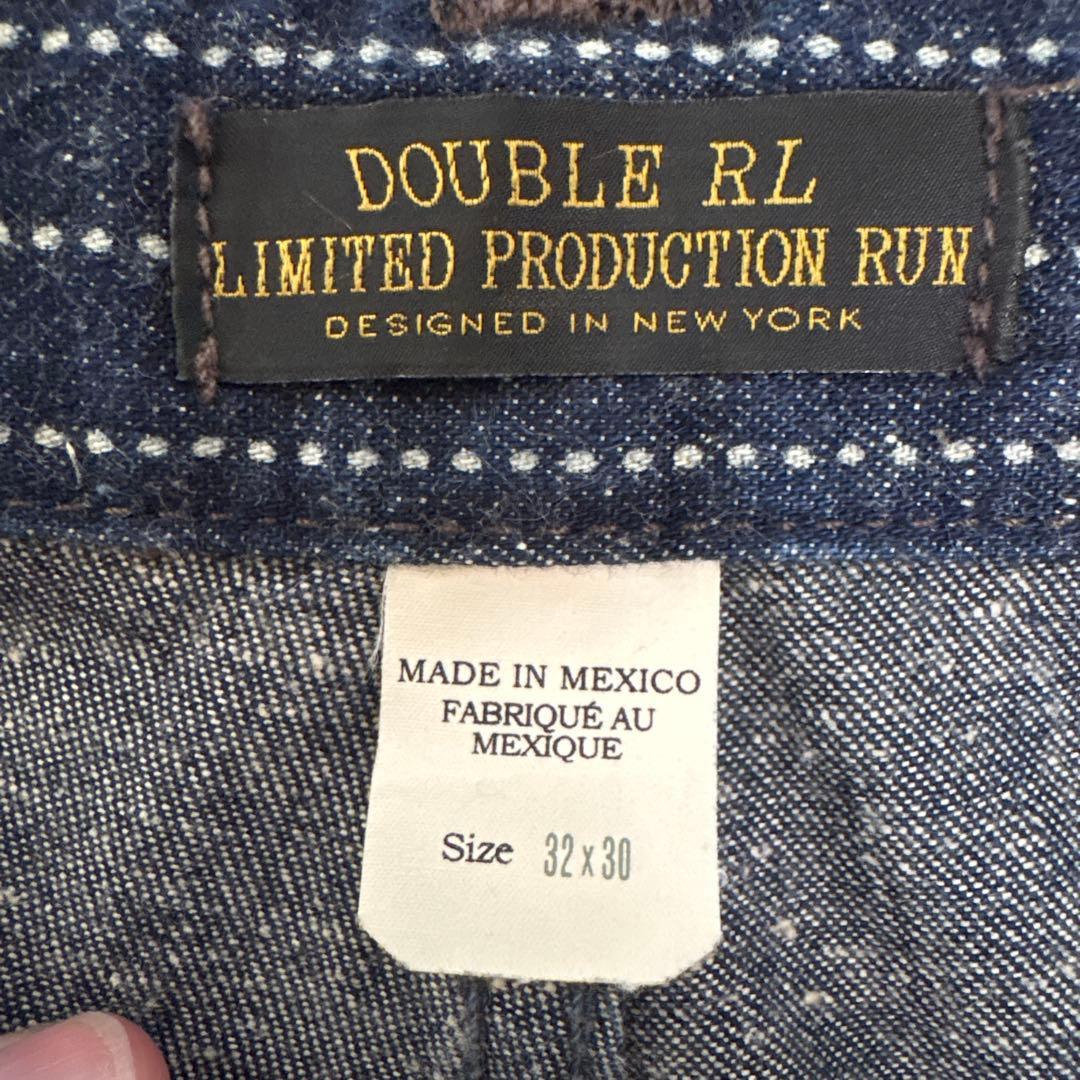 DOUBLE RL
LIMITED PRODUCTION RUN
DESIGNED IN NEW YORK
MADE IN MEXICO
FABRIQUÉ AU
MEXIQUE
Size 32 x 30